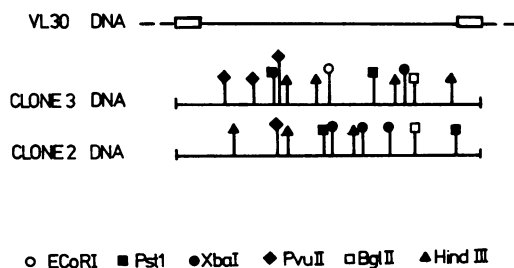 VL30 DNA
CLONE 3 DNA
CLONE 2 DNA
ECoRI Pst1 XbaI PvuII BglII Hind III